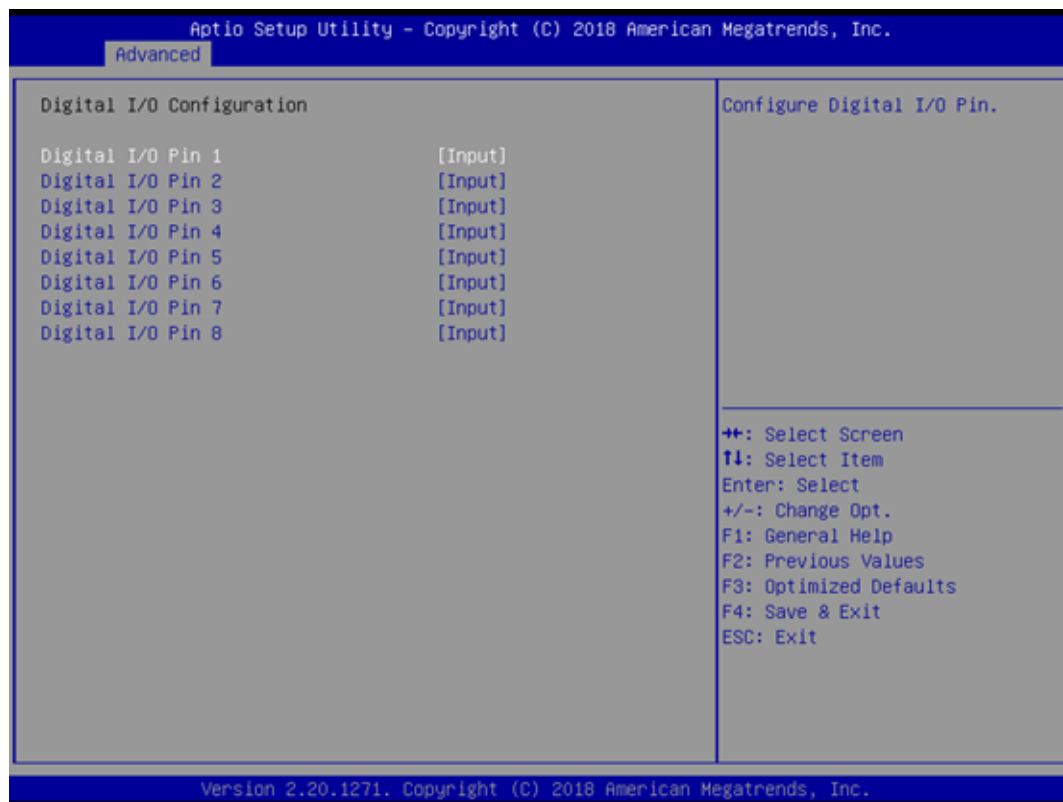 Aptio Setup Utility – Copyright (C) 2018 American Megatrends, Inc.
Advanced
Digital I/O Configuration
Digital I/O Pin 1 [Input]
Digital I/O Pin 2 [Input]
Digital I/O Pin 3 [Input]
Digital I/O Pin 4 [Input]
Digital I/O Pin 5 [Input]
Digital I/O Pin 6 [Input]
Digital I/O Pin 7 [Input]
Digital I/O Pin 8 [Input]
Configure Digital I/O Pin.
→←: Select Screen
↑↓: Select Item
Enter: Select
+/-: Change Opt.
F1: General Help
F2: Previous Values
F3: Optimized Defaults
F4: Save & Exit
ESC: Exit
Version 2.20.1271. Copyright (C) 2018 American Megatrends, Inc.